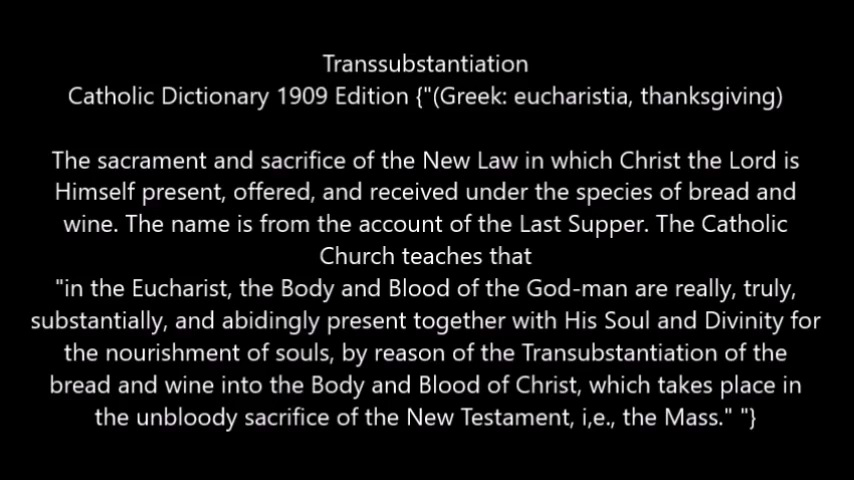 Transsubstantiation
Catholic Dictionary 1909 Edition {"(Greek: eucharistia, thanksgiving)
The sacrament and sacrifice of the New Law in which Christ the Lord is
Himself present, offered, and received under the species of bread and
wine. The name is from the account of the Last Supper. The Catholic
Church teaches that
"in the Eucharist, the Body and Blood of the God-man are really, truly,
substantially, and abidingly present together with His Soul and Divinity for
the nourishment of souls, by reason of the Transubstantiation of the
bread and wine into the Body and Blood of Christ, which takes place in
the unbloody sacrifice of the New Testament, i,e., the Mass." "}